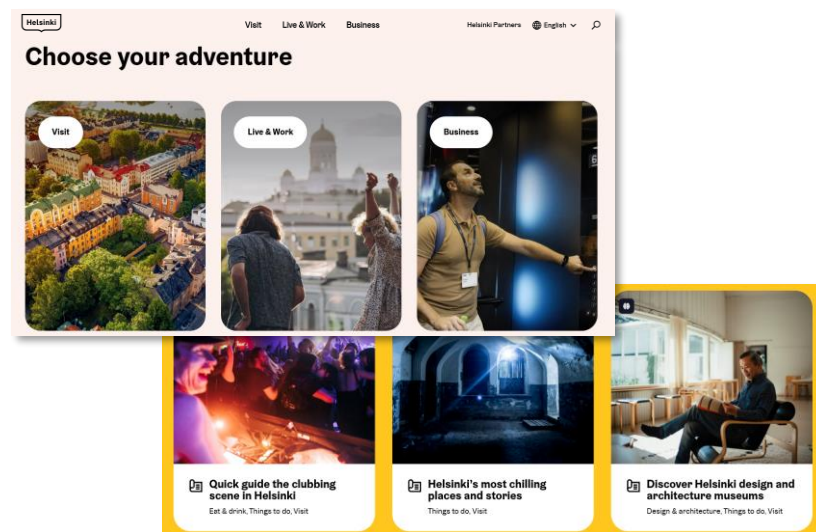 Helsinki
Visit Live & Work Business
Helsinki Partners English
Choose your adventure
Visit
Live & Work
Business
Quick guide the clubbing
scene in Helsinki
Eat & drink, Things to do, Visit
Helsinki's most chilling
places and stories
Things to do, Visit
Discover Helsinki design and
architecture museums
Design & architecture, Things to do, Visit